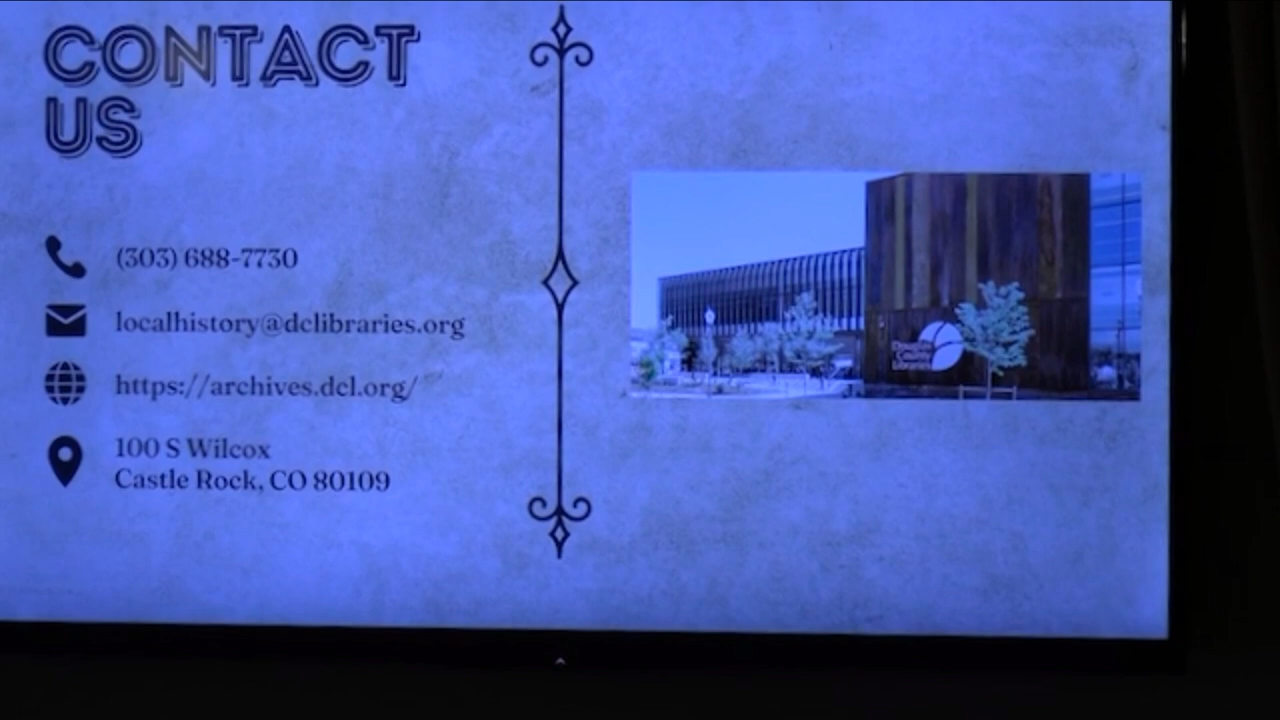 CONTACT
US
(303) 688-7730
localhistory@dclibraries.org
https://archives.dcl.org/
100 S Wilcox
Castle Rock, CO 80109